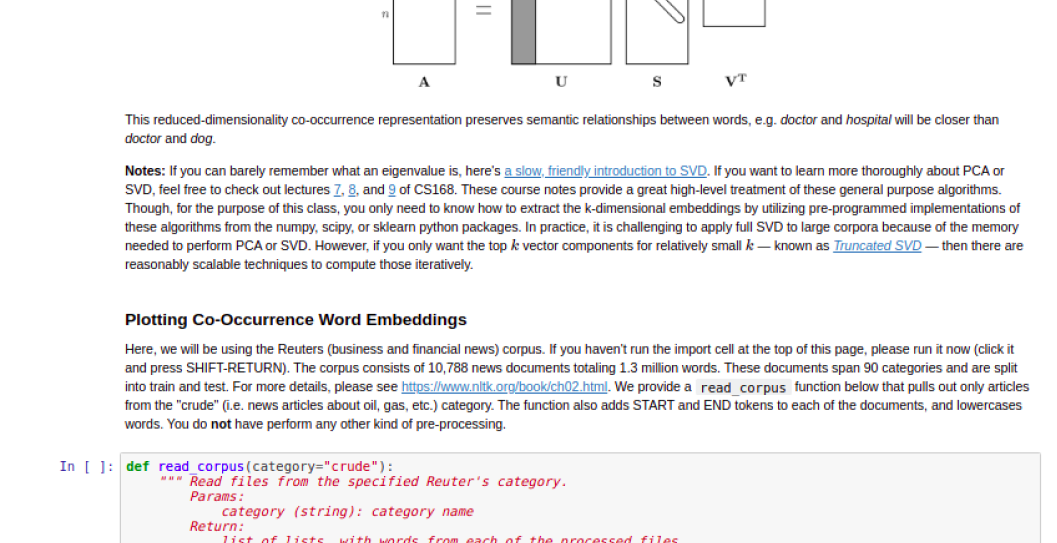 n
=
A U S VT
This reduced-dimensionality co-occurrence representation preserves semantic relationships between words, e.g. doctor and hospital will be closer than
doctor and dog.
Notes: If you can barely remember what an eigenvalue is, here's a slow, friendly introduction to SVD. If you want to learn more thoroughly about PCA or
SVD, feel free to check out lectures 7, 8, and 9 of CS168. These course notes provide a great high-level treatment of these general purpose algorithms.
Though, for the purpose of this class, you only need to know how to extract the k-dimensional embeddings by utilizing pre-programmed implementations of
these algorithms from the numpy, scipy, or sklearn python packages. In practice, it is challenging to apply full SVD to large corpora because of the memory
needed to perform PCA or SVD. However, if you only want the top k vector components for relatively small k — known as Truncated SVD — then there are
reasonably scalable techniques to compute those iteratively.
Plotting Co-Occurrence Word Embeddings
Here, we will be using the Reuters (business and financial news) corpus. If you haven't run the import cell at the top of this page, please run it now (click it
and press SHIFT-RETURN). The corpus consists of 10,788 news documents totaling 1.3 million words. These documents span 90 categories and are split
into train and test. For more details, please see https://www.nltk.org/book/ch02.html. We provide a read_corpus function below that pulls out only articles
from the "crude" (i.e. news articles about oil, gas, etc.) category. The function also adds START and END tokens to each of the documents, and lowercases
words. You do not have perform any other kind of pre-processing.
In [ ]: def read_corpus(category="crude"):
""" Read files from the specified Reuter's category.
Params:
category (string): category name
Return:
list of lists, with words from each of the processed files